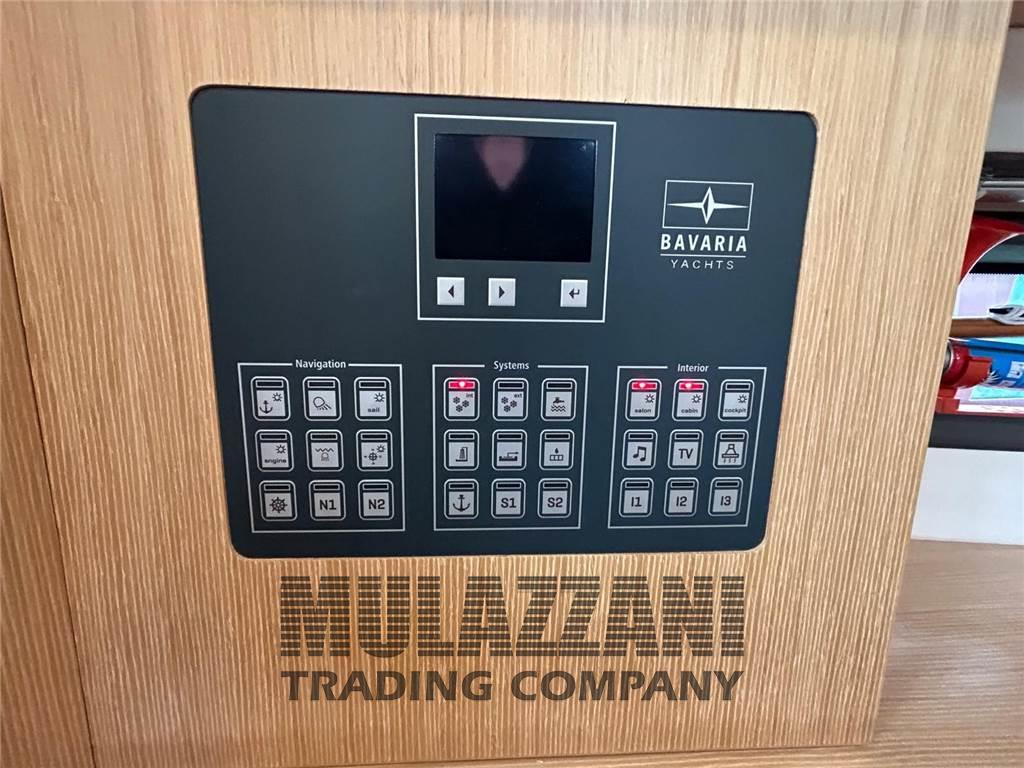 BAVARIA
YACHTS
Navigation
sail
engine
N1 N2
Systems
int ext
S1 S2
Interior
salon cabin cockpit
TV
I1 I2 I3
MULAZZANI
TRADING COMPANY